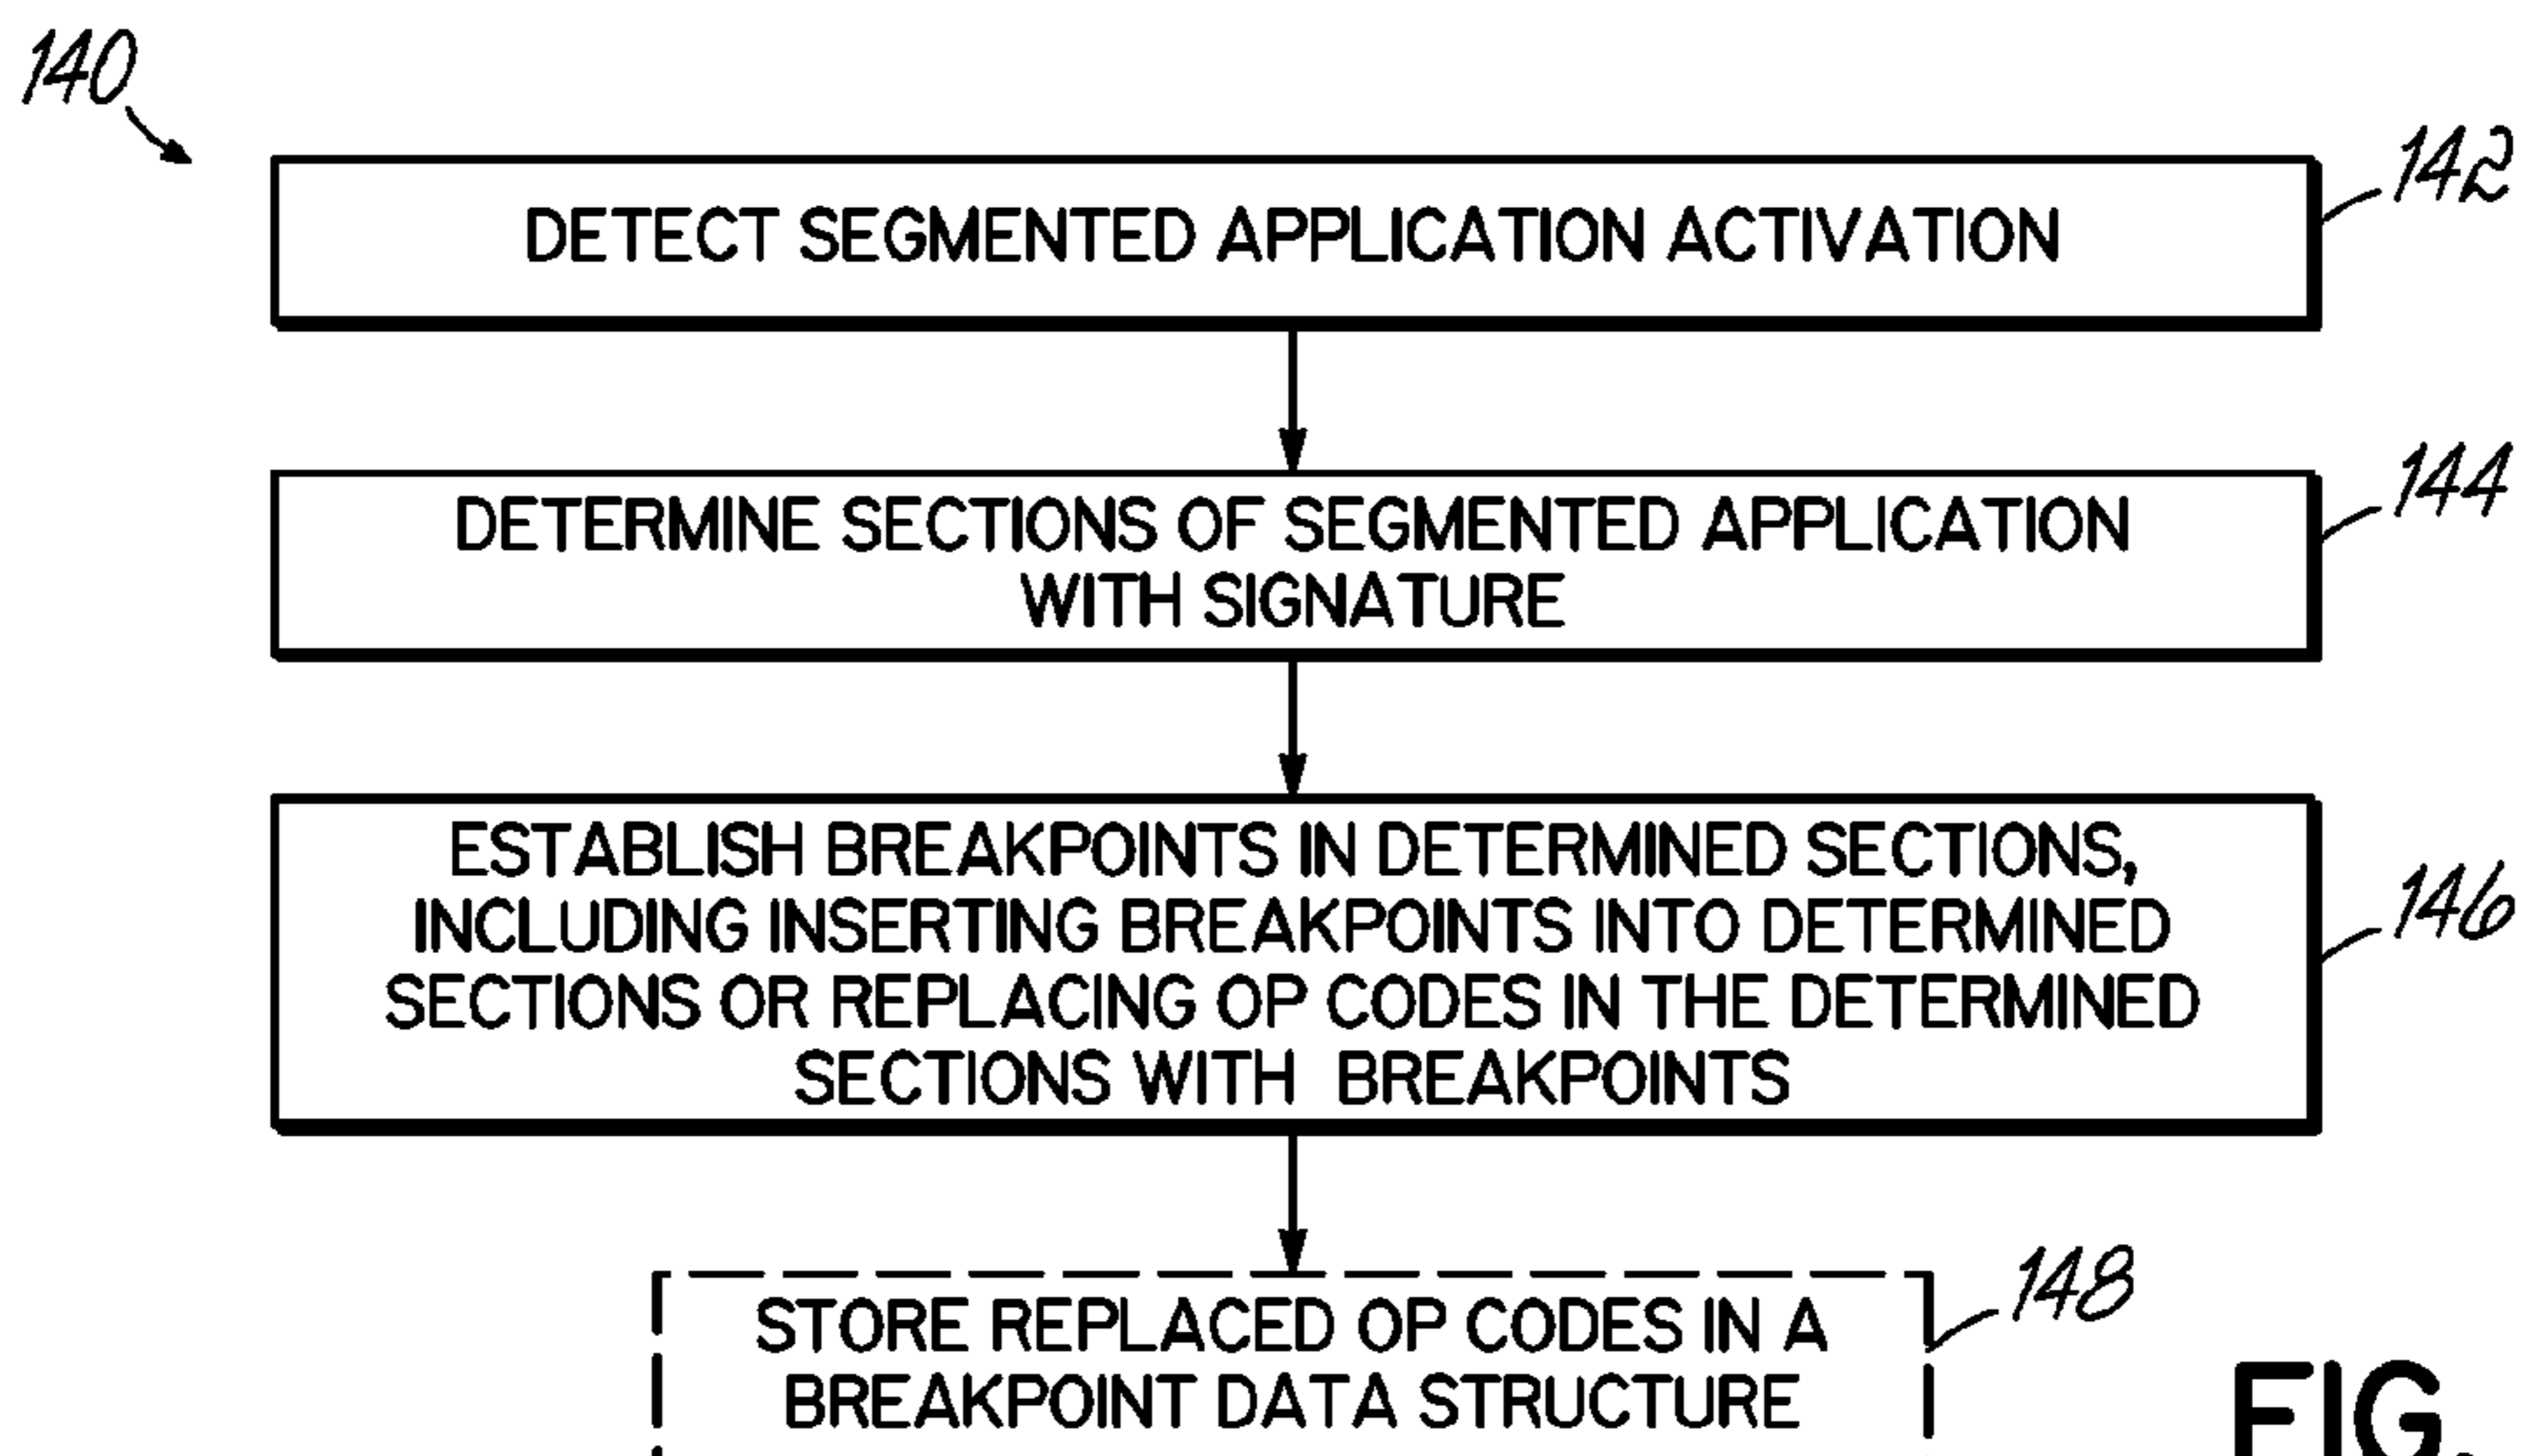 140
142
DETECT SEGMENTED APPLICATION ACTIVATION
144
DETERMINE SECTIONS OF SEGMENTED APPLICATION
WITH SIGNATURE
ESTABLISH BREAKPOINTS IN DETERMINED SECTIONS,
INCLUDING INSERTING BREAKPOINTS INTO DETERMINED
SECTIONS OR REPLACING OP CODES IN THE DETERMINED
SECTIONS WITH BREAKPOINTS
146
STORE REPLACED OP CODES IN A
BREAKPOINT DATA STRUCTURE
148
FIG.